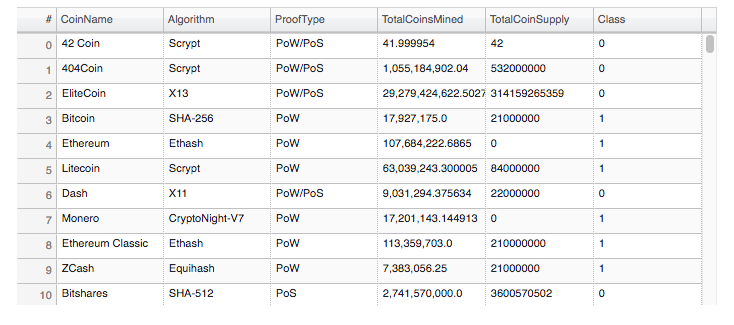 # CoinName Algorithm ProofType TotalCoinsMined TotalCoinSupply Class
0 42 Coin Scrypt PoW/PoS 41.999954 42 0
1 404Coin Scrypt PoW/PoS 1,055,184,902.04 532000000 0
2 EliteCoin X13 PoW/PoS 29,279,424,622.5027 314159265359 0
3 Bitcoin SHA-256 PoW 17,927,175.0 21000000 1
4 Ethereum Ethash PoW 107,684,222.6865 0 1
5 Litecoin Scrypt PoW 63,039,243.300005 84000000 1
6 Dash X11 PoW/PoS 9,031,294.375634 22000000 0
7 Monero CryptoNight-V7 PoW 17,201,143.144913 0 1
8 Ethereum Classic Ethash PoW 113,359,703.0 210000000 1
9 ZCash Equihash PoW 7,383,056.25 21000000 1
10 Bitshares SHA-512 PoS 2,741,570,000.0 3600570502 0